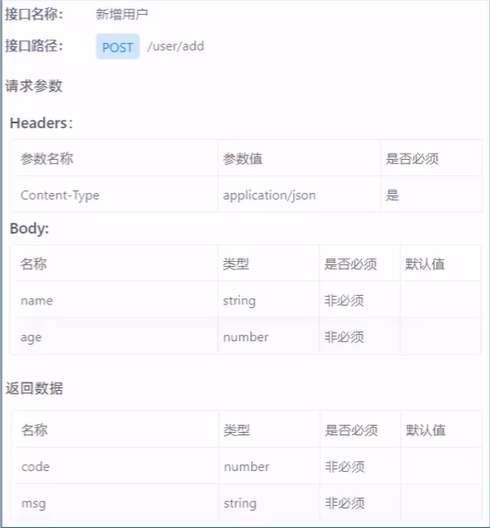 接口名称： 新增用户
接口路径： POST /user/add
请求参数
Headers：
参数名称 参数值 是否必须
Content-Type application/json 是
Body:
名称 类型 是否必须 默认值
name string 非必须
age number 非必须
返回数据
名称 类型 是否必须 默认值
code number 非必须
msg string 非必须